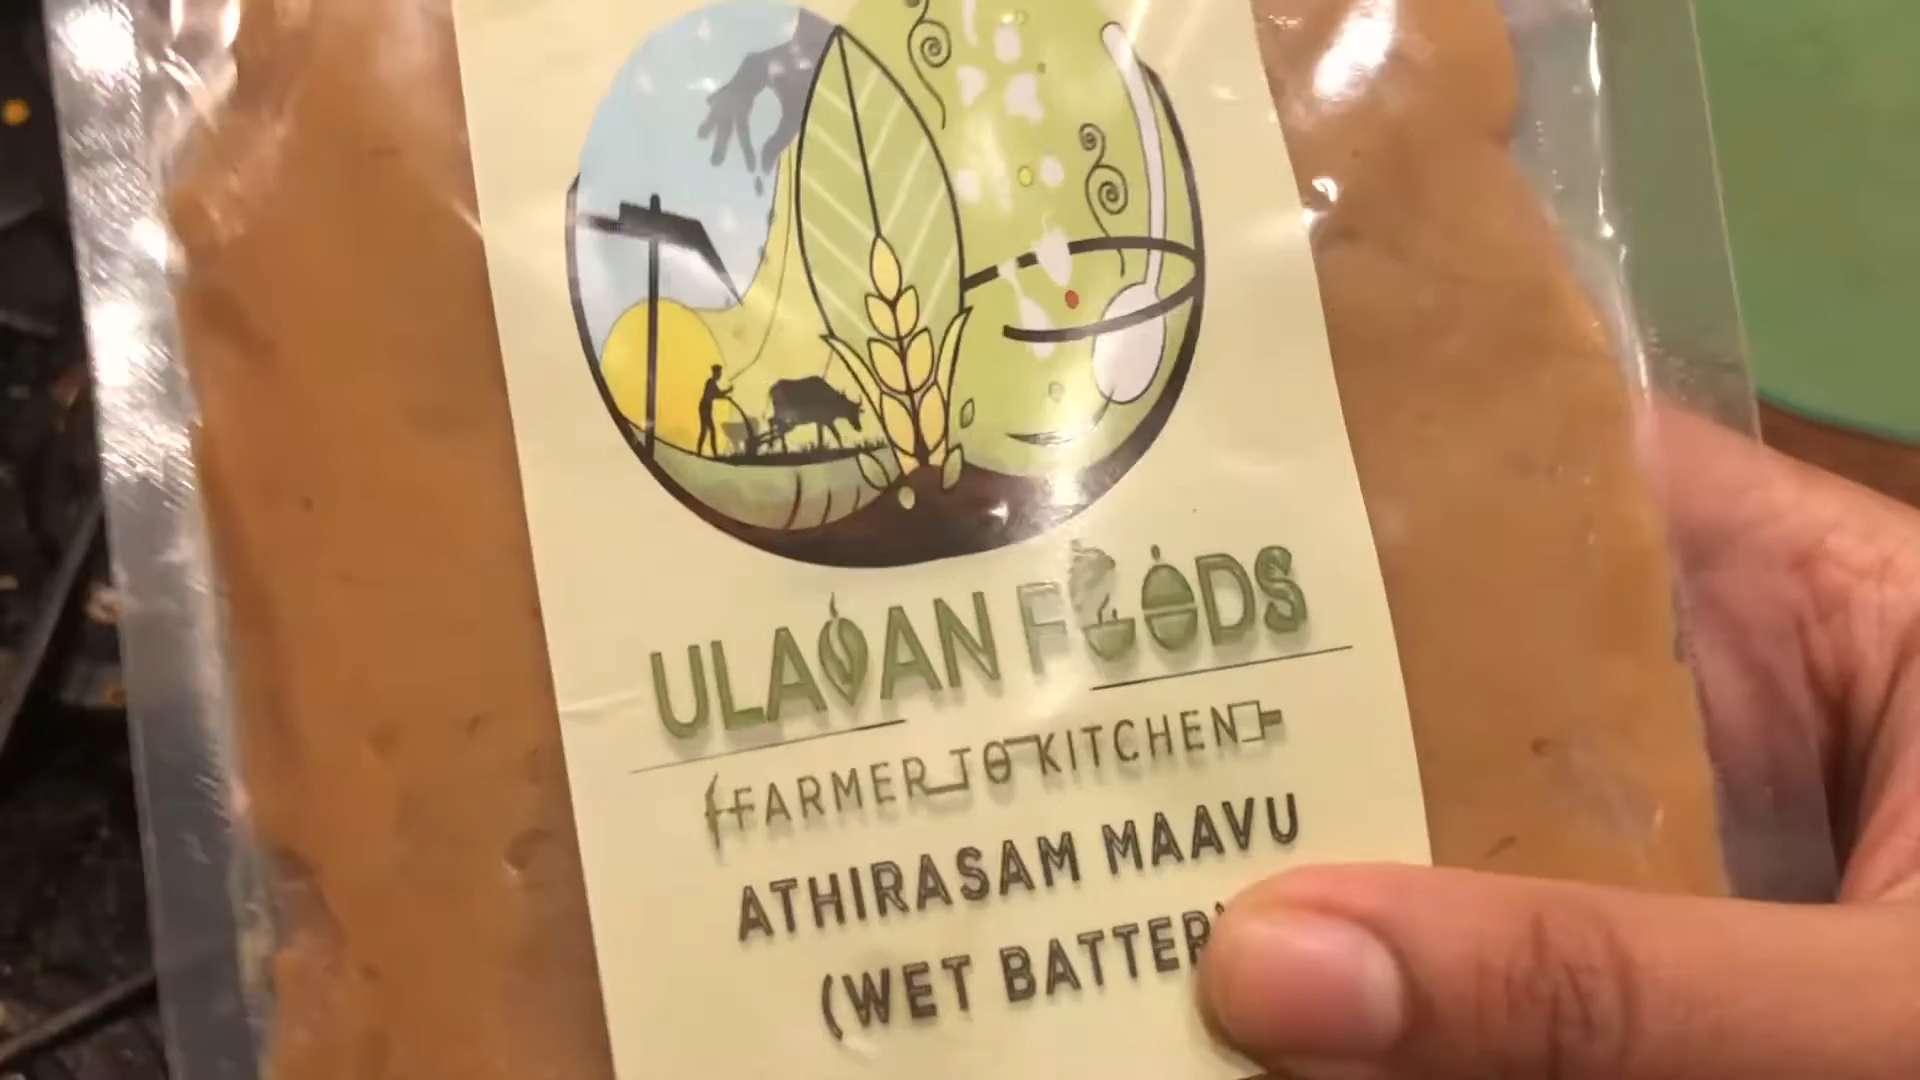 ULAVAN FOODS
FARMER TO KITCHEN
ATHIRASAM MAAVU
(WET BATTER